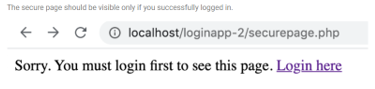 The secure page should be visible only if you successfully logged in.
localhost/loginapp-2/securepage.php
Sorry. You must login first to see this page. Login here